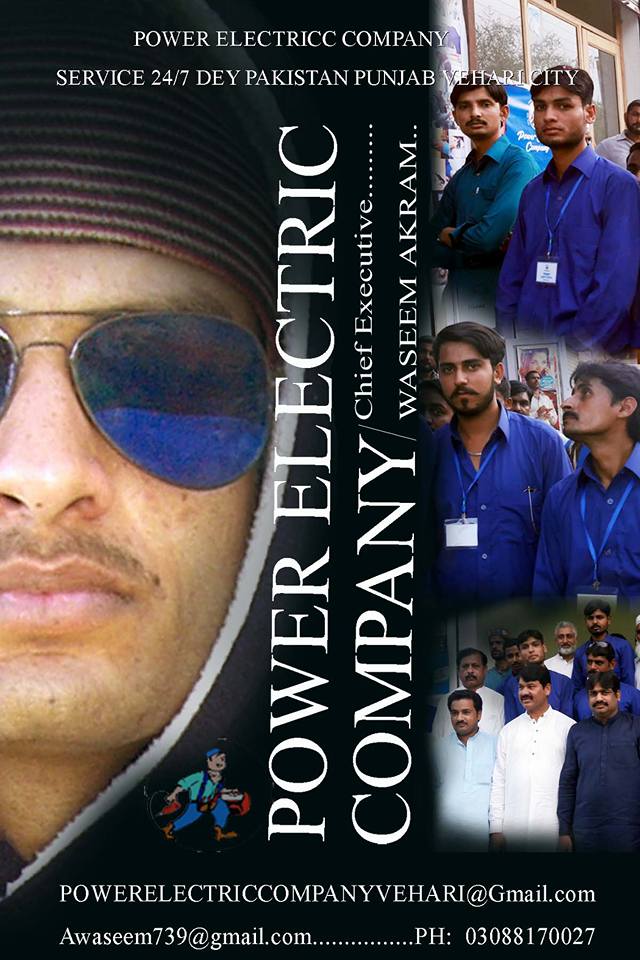 POWER ELECTRICC COMPANY
SERVICE 24/7 DEY PAKISTAN PUNJAB VEHARI CITY
POWER ELECTRIC
COMPANY/
Chief Executive.........
WASEEM AKRAM..
POWERELECTRICCOMPANYVEHARI@Gmail.com
Awaseem739@gmail.com................PH: 03088170027